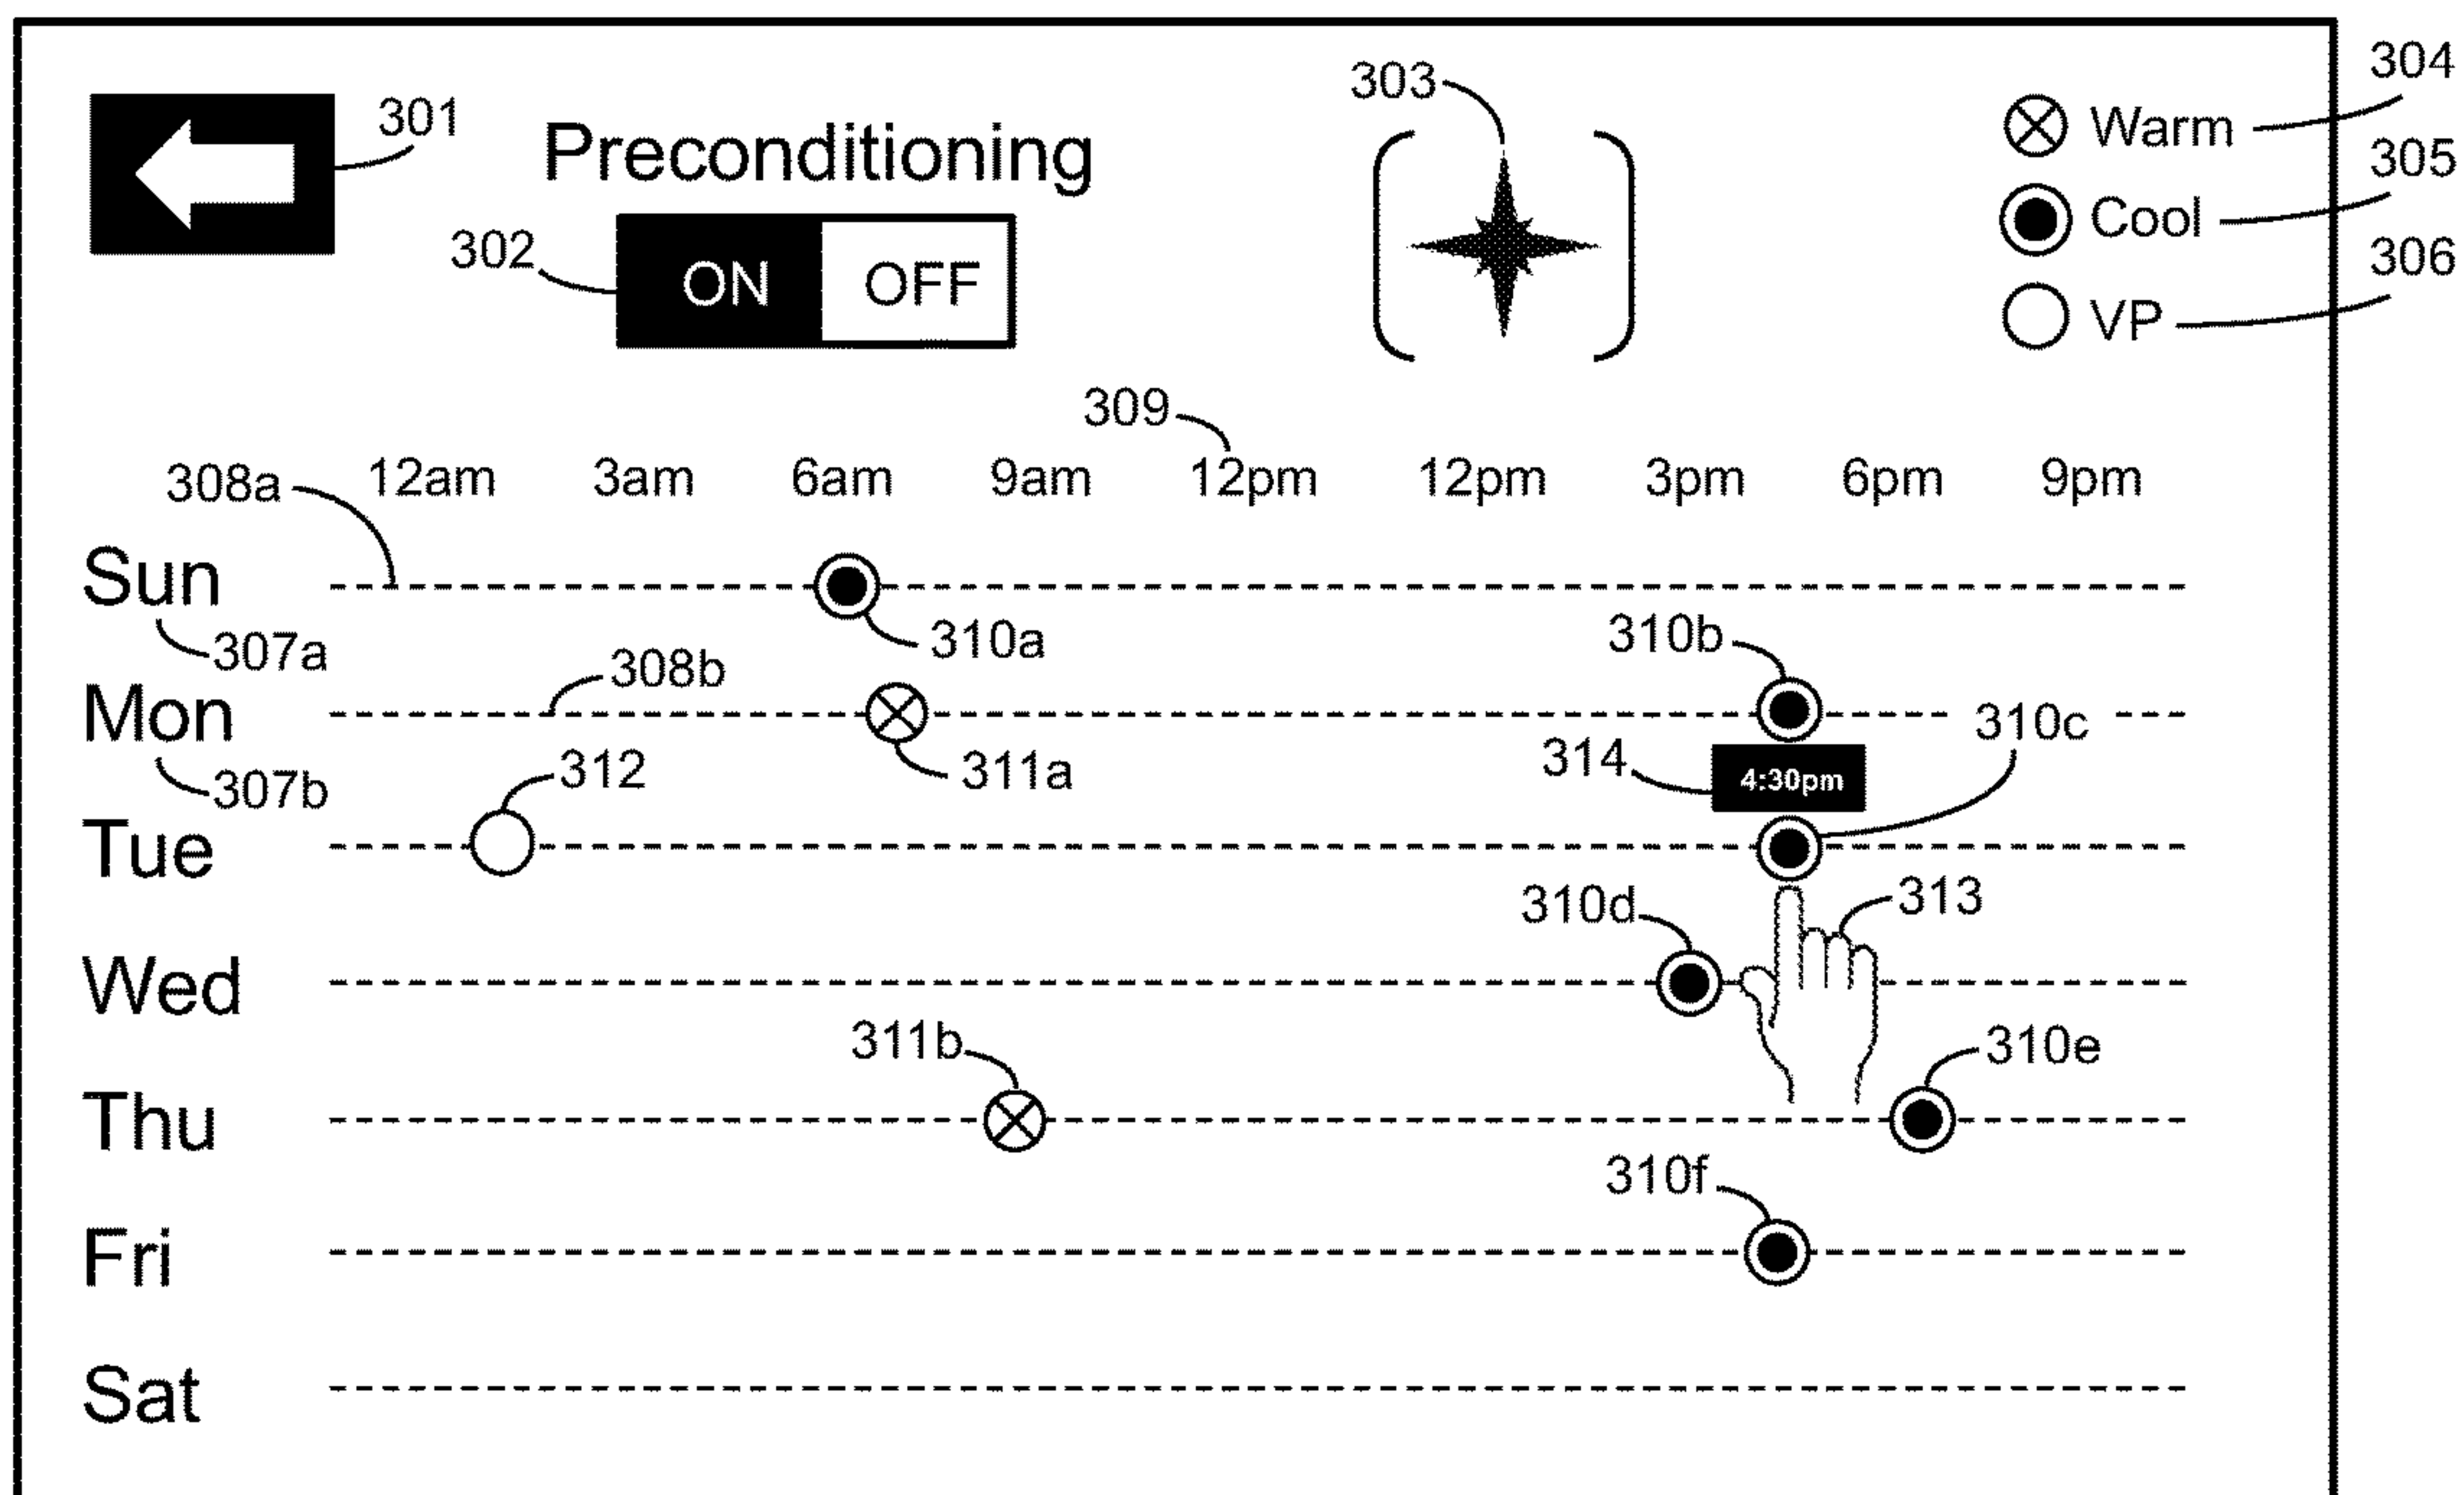 303
304
301
Preconditioning
Warm
305
302
ON OFF
Cool
306
VP
309
308a 12am 3am 6am 9am 12pm 12pm 3pm 6pm 9pm
Sun
307a
310a
310b
308b
Mon
310c
307b
312
311a
314
4:30pm
Tue
310d
313
Wed
311b
310e
Thu
310f
Fri
Sat